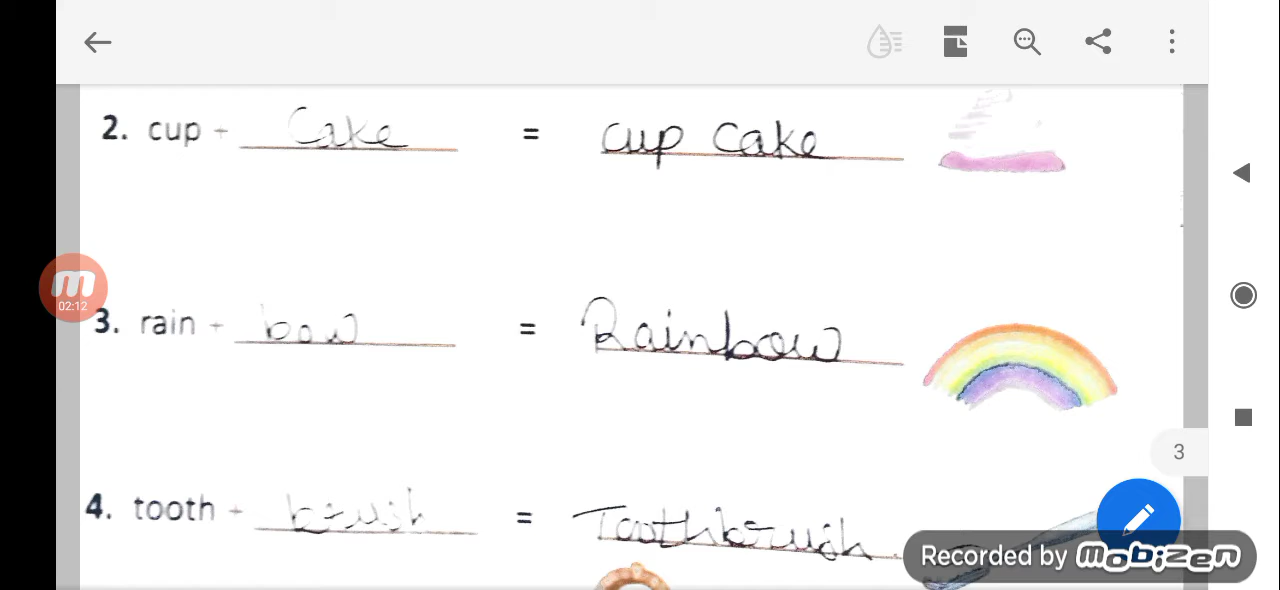 2. cup + Cake = cup Cake
02:12
3. rain + bow = Rainbow
3
4. tooth + brush = Toothbrush
Recorded by mobizen